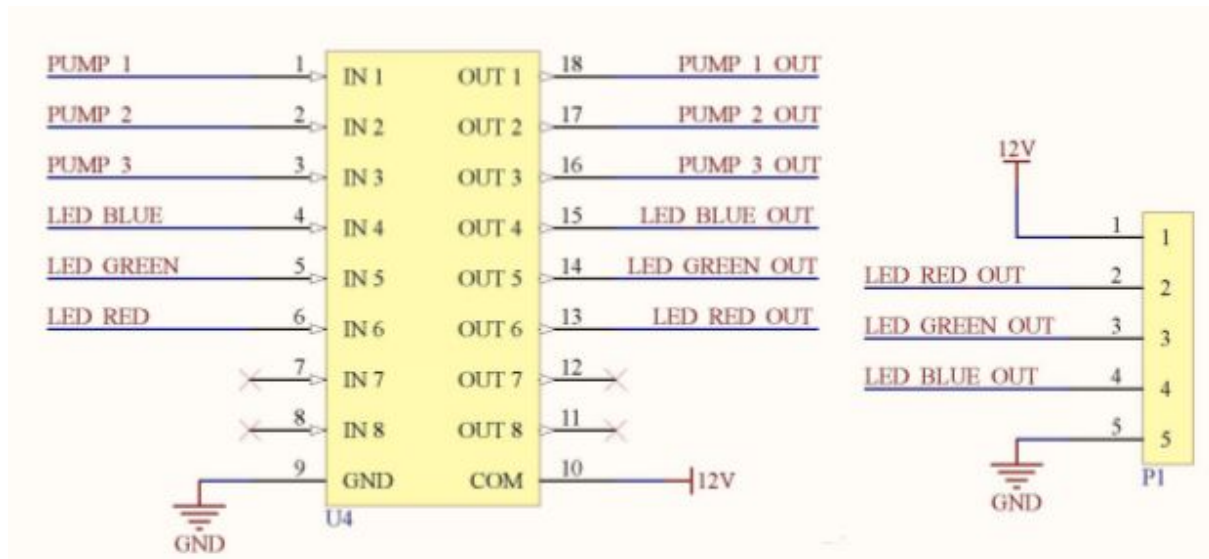 PUMP 1 1 IN 1 OUT 1 18 PUMP 1 OUT
PUMP 2 2 IN 2 OUT 2 17 PUMP 2 OUT
PUMP 3 3 IN 3 OUT 3 16 PUMP 3 OUT
LED BLUE 4 IN 4 OUT 4 15 LED BLUE OUT
LED GREEN 5 IN 5 OUT 5 14 LED GREEN OUT
LED RED 6 IN 6 OUT 6 13 LED RED OUT
7 IN 7 OUT 7 12
8 IN 8 OUT 8 11
9 GND COM 10 12V
U4
GND
12V
1 1
LED RED OUT 2 2
LED GREEN OUT 3 3
LED BLUE OUT 4 4
5 5
P1
GND